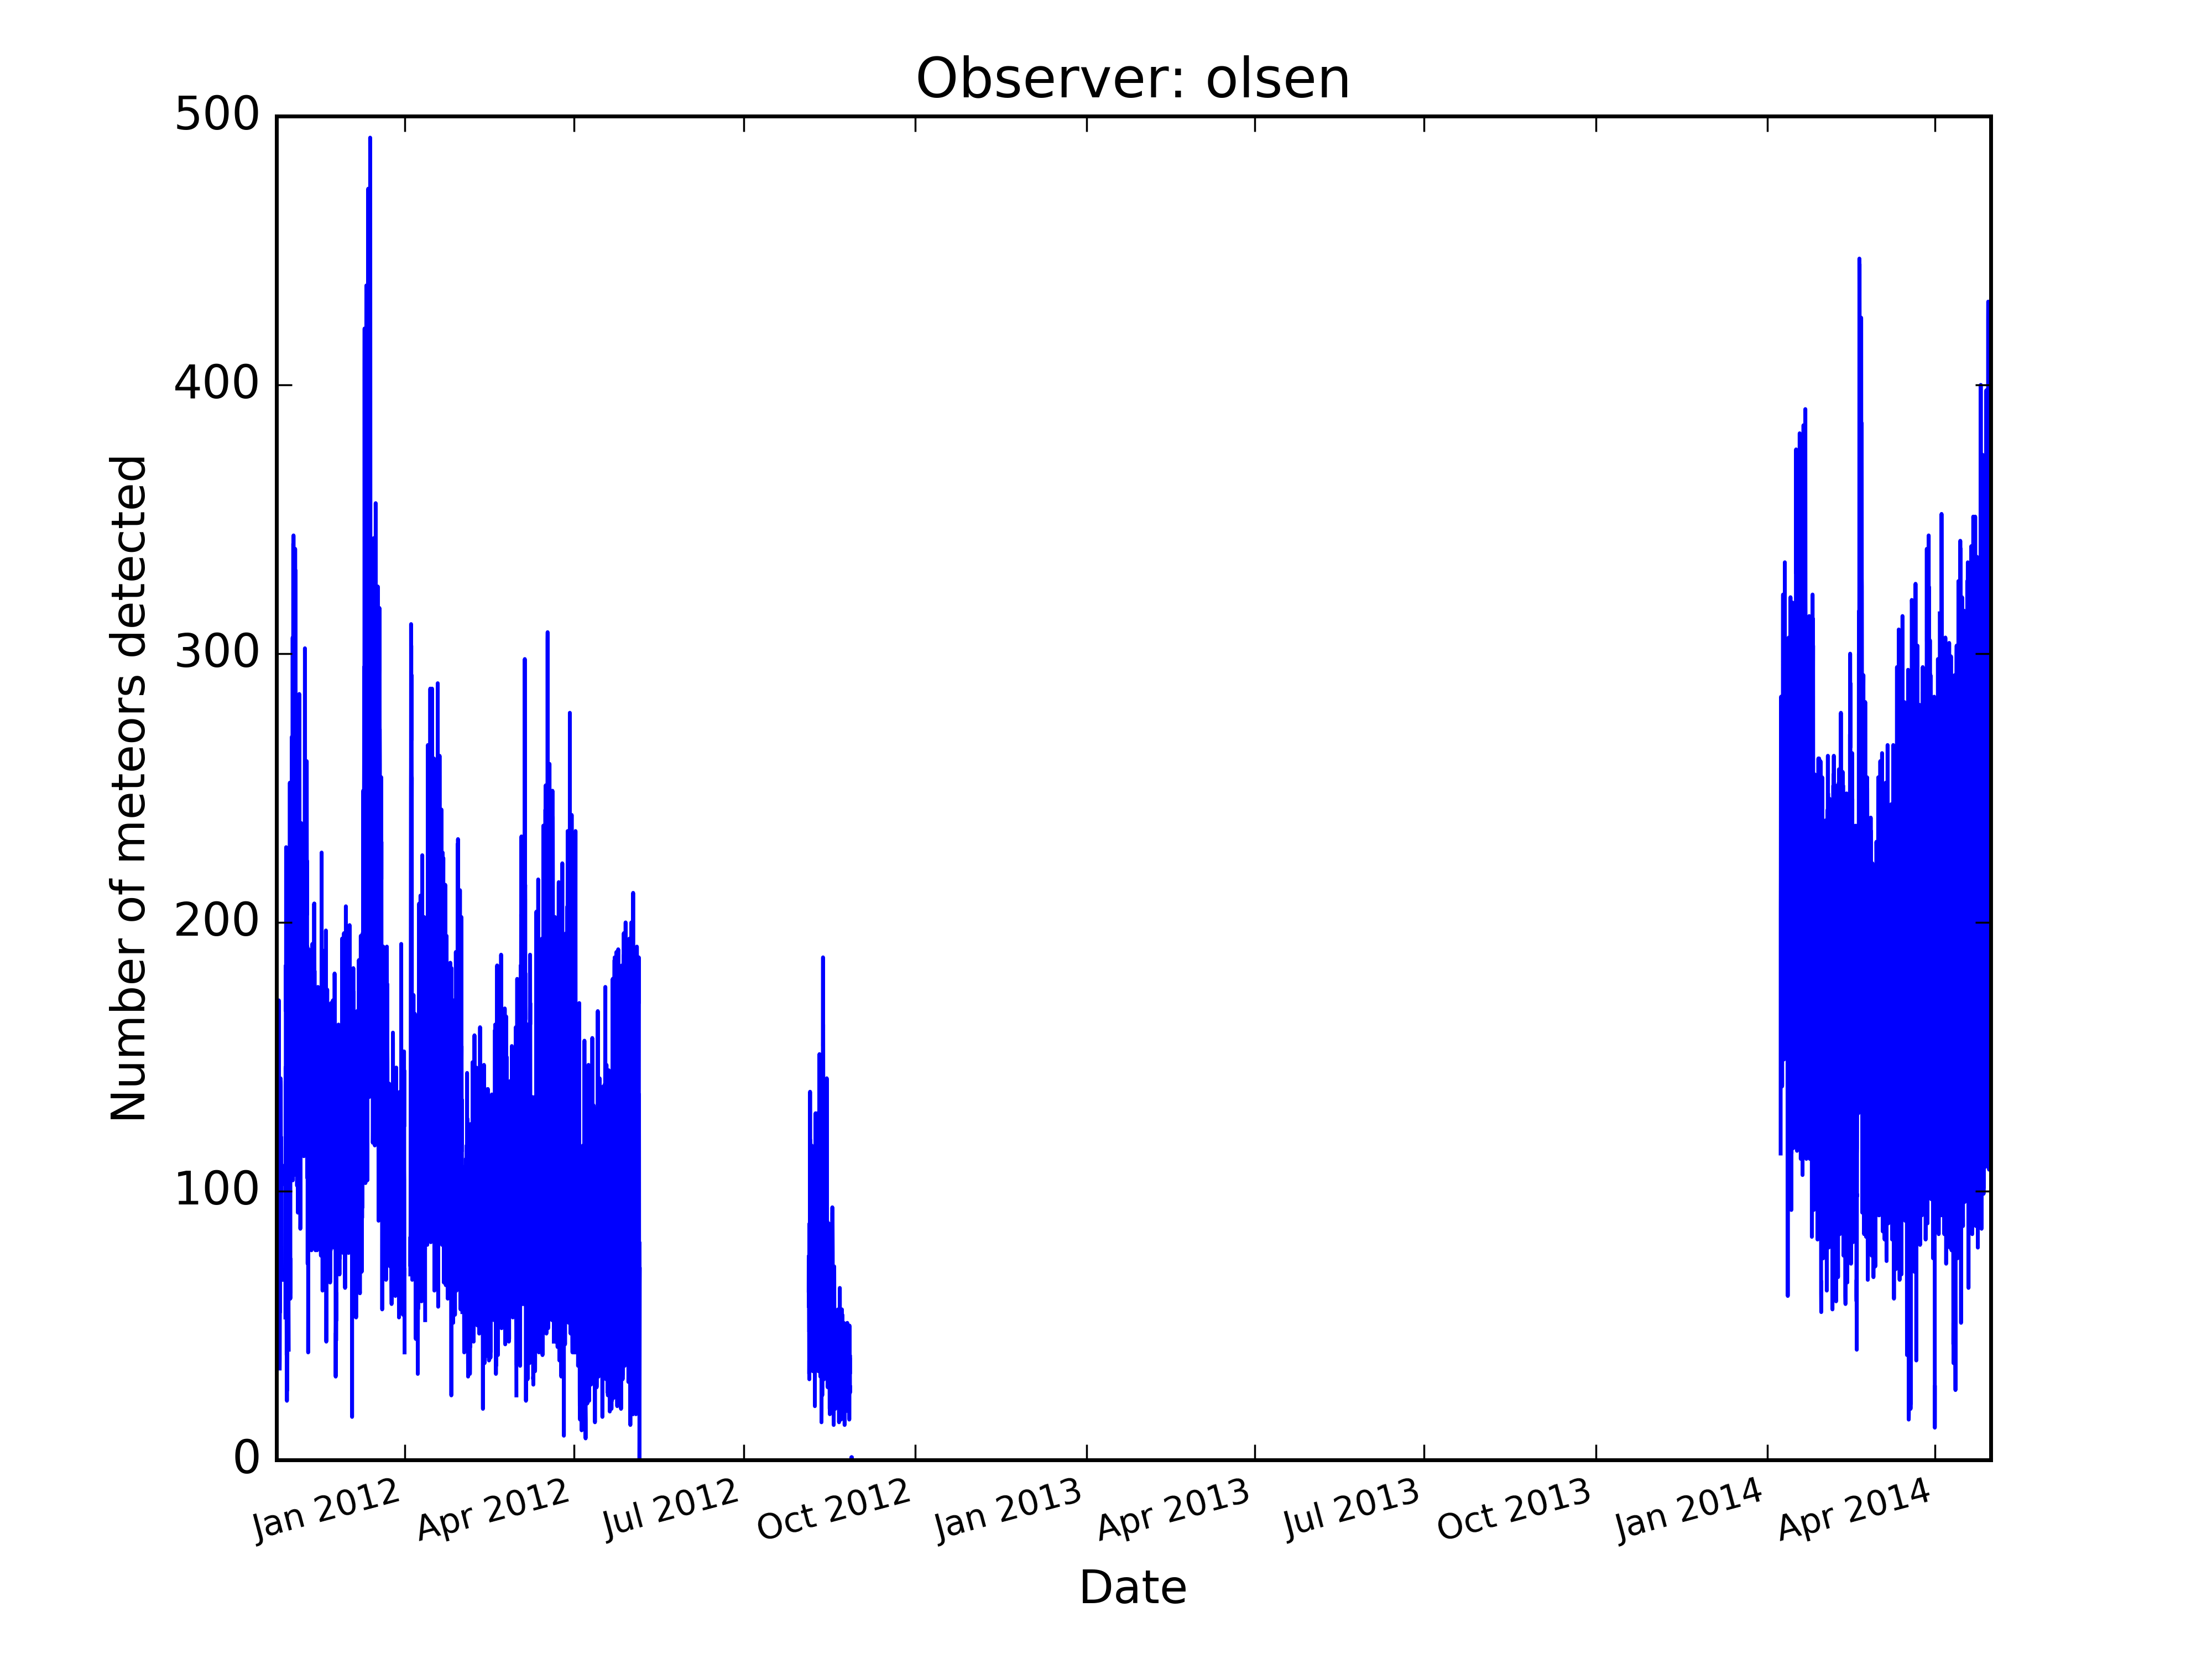 Observer: olsen
500
400
300
200
100
0
Number of meteors detected
Jan 2012
Apr 2012
Jul 2012
Oct 2012
Jan 2013
Apr 2013
Jul 2013
Oct 2013
Jan 2014
Apr 2014
Date